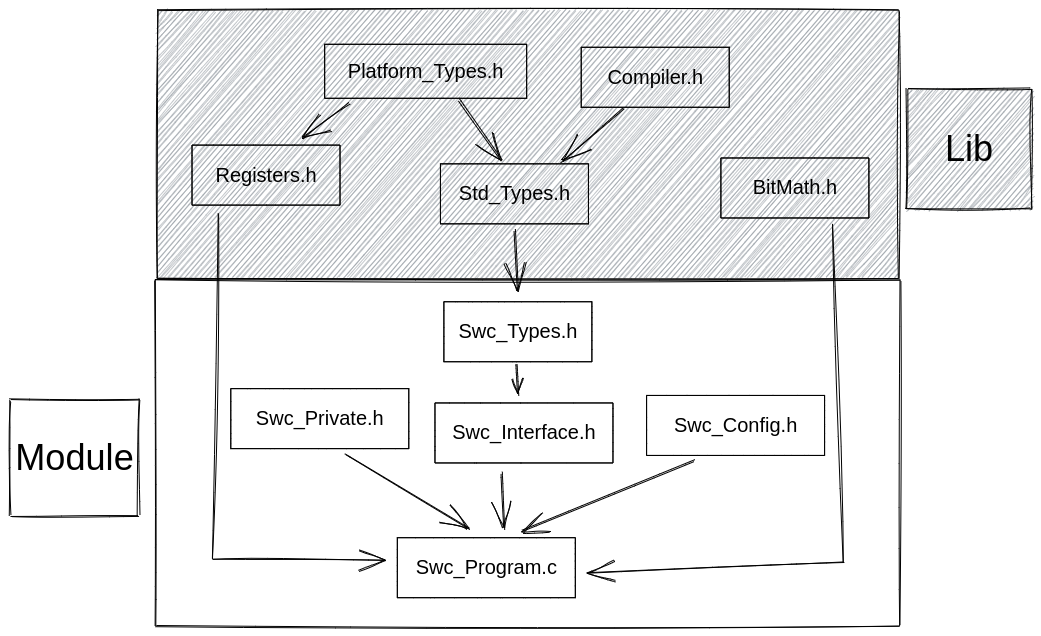 Platform_Types.h
Compiler.h
Lib
Registers.h
Std_Types.h
BitMath.h
Swc_Types.h
Swc_Private.h
Swc_Interface.h
Swc_Config.h
Module
Swc_Program.c